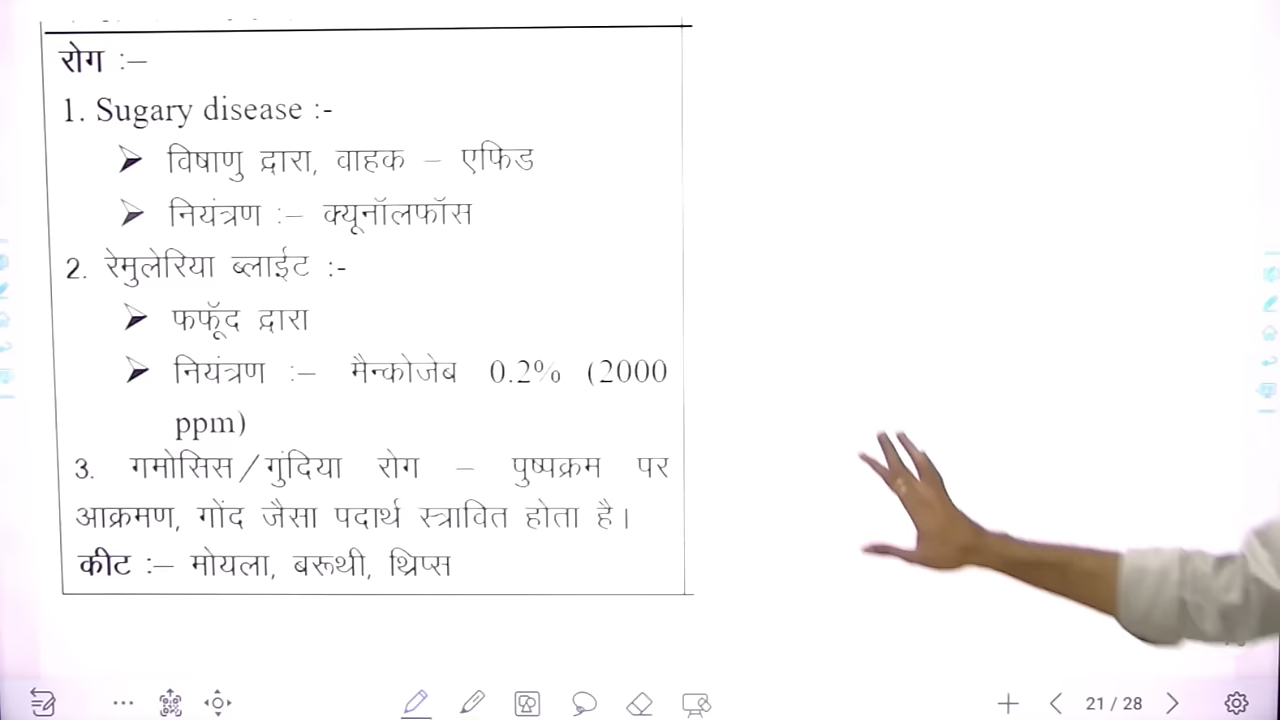 रोग :–
1. Sugary disease :-
➢ विषाणु द्वारा, वाहक – एफिड
➢ नियंत्रण :– क्यूनॉलफॉस
2. रेमुलेरिया ब्लाईट :-
➢ फफूँद द्वारा
➢ नियंत्रण :– मैन्कोजेब 0.2% (2000
ppm)
3. गमोसिस/गुंदिया रोग – पुष्पक्रम पर
आक्रमण, गोंद जैसा पदार्थ स्त्रावित होता है।
कीट :– मोयला, बरूथी, थ्रिप्स
21 / 28